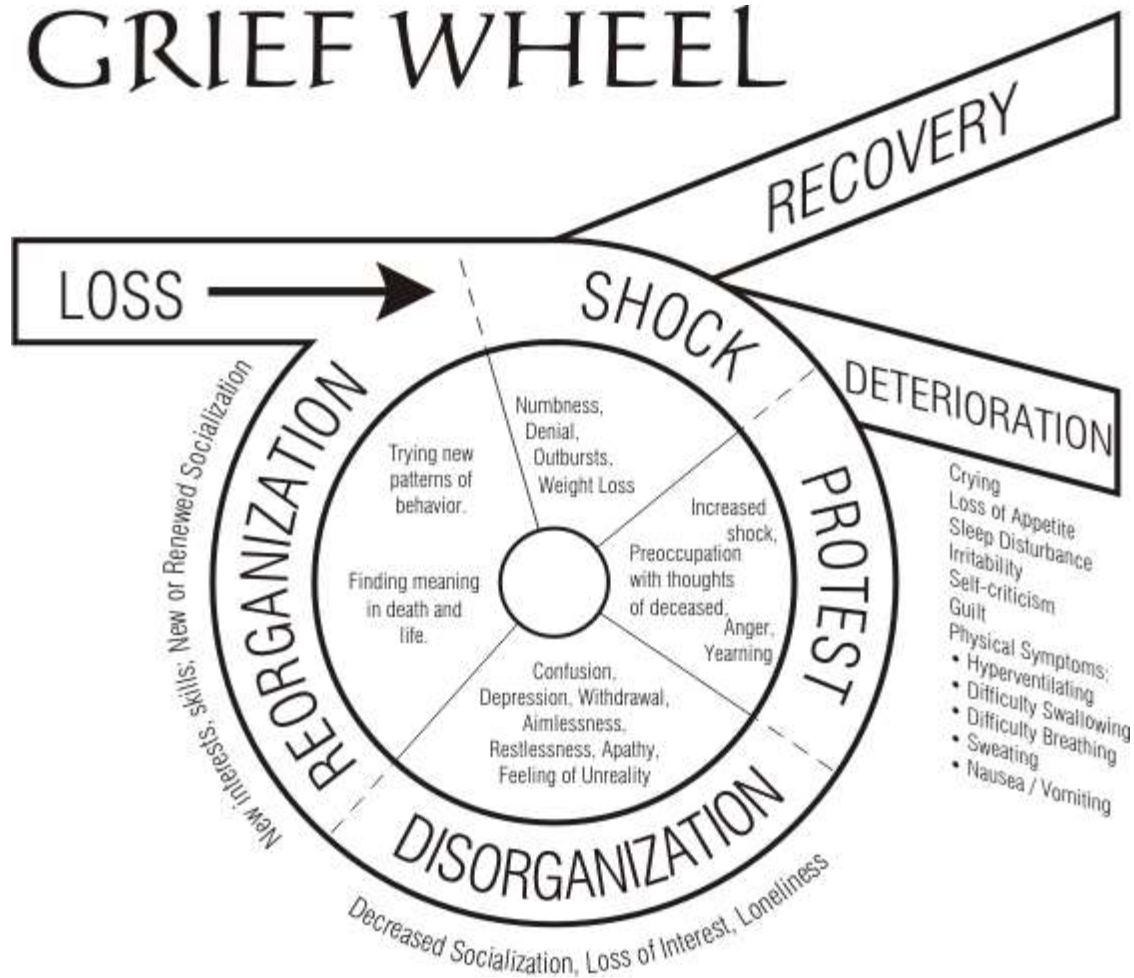 GRIEF WHEEL
RECOVERY
LOSS
SHOCK
DETERIORATION
Numbness,
Denial,
Outbursts,
Weight Loss
PROTEST
Increased
shock,
Preoccupation
with thoughts
of deceased,
Anger,
Yearning
Crying
Loss of Appetite
Sleep Disturbance
Irritability
Self-criticism
Guilt
Physical Symptoms:
• Hyperventilating
• Difficulty Swallowing
• Difficulty Breathing
• Sweating
• Nausea / Vomiting
DISORGANIZATION
Confusion,
Depression, Withdrawal,
Aimlessness,
Restlessness, Apathy,
Feeling of Unreality
Decreased Socialization, Loss of Interest, Loneliness
REORGANIZATION
Trying new
patterns of
behavior.
Finding meaning
in death and
life.
New interests, skills; New or Renewed Socialization